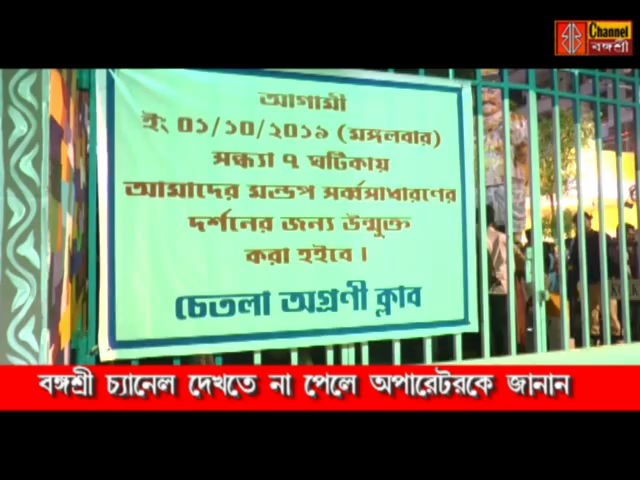 Channel
বঙ্গশ্রী
আগামী
ইং ০১/১০/২০১৯ (মঙ্গলবার)
সন্ধ্যা ৭ ঘটিকায়
আমাদের মন্ডপ সর্ব্বসাধারণের
দর্শনের জন্য উন্মুক্ত
করা হইবে।
চেতলা অগ্রণী ক্লাব
বঙ্গশ্রী চ্যানেল দেখতে না পেলে অপারেটরকে জানান